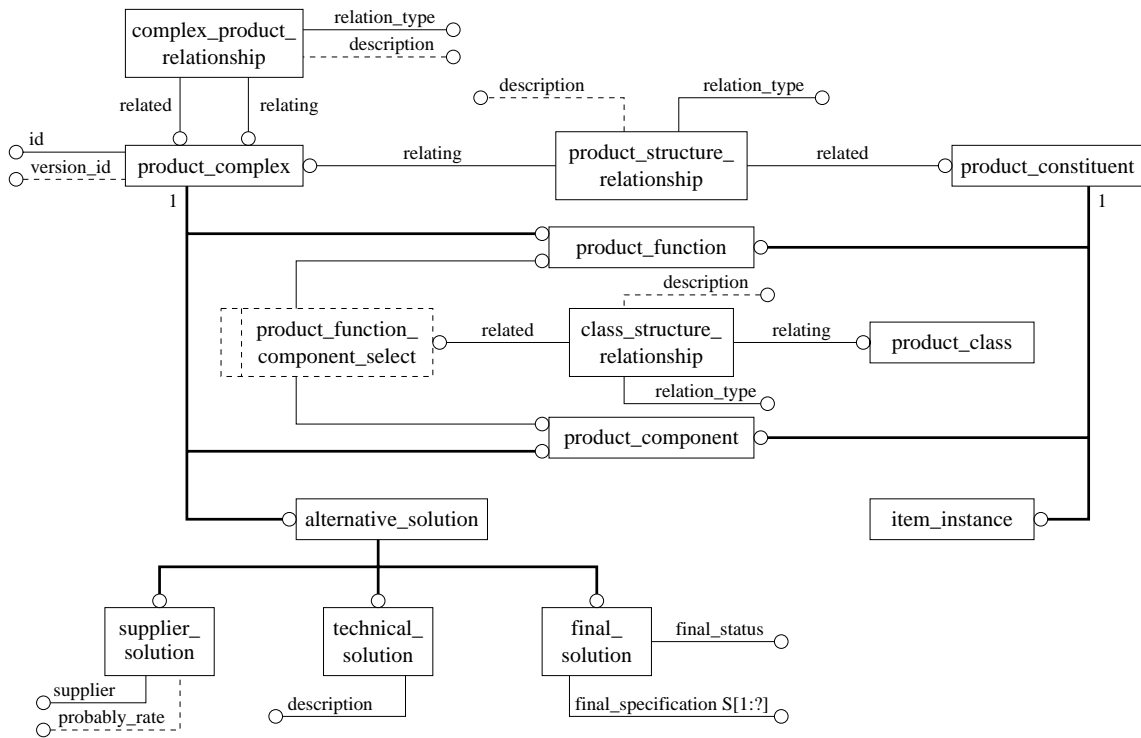 relation_type
complex_product_
relationship
description
related
relating
description
relation_type
id
version_id
product_complex
relating
product_structure_
relationship
related
product_constituent
1
1
product_function
description
product_function_
component_select
related
class_structure_
relationship
relating
product_class
relation_type
product_component
alternative_solution
item_instance
supplier_
solution
technical_
solution
final_
solution
final_status
supplier
probably_rate
description
final_specification S[1:?]